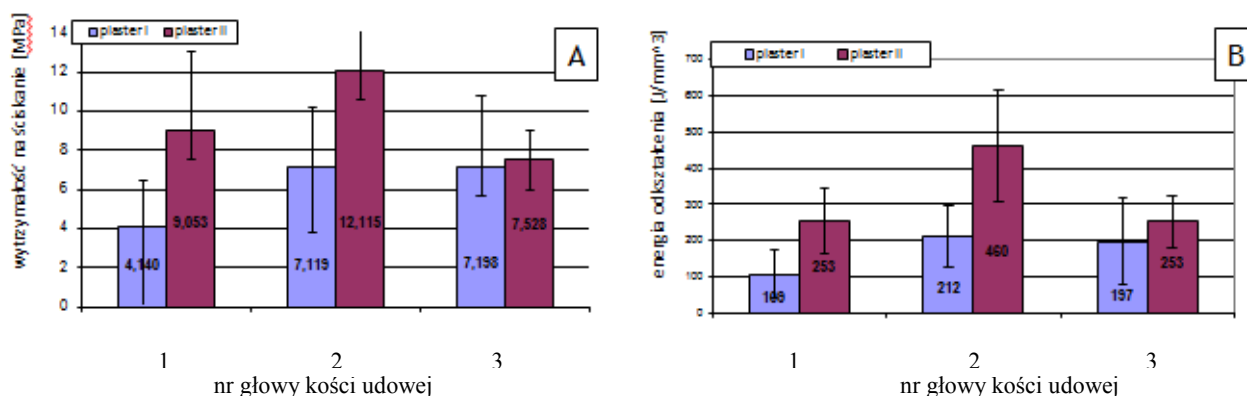 wytrzymałość na ściskanie [MPa]
14
12
10
8
6
4
2
0
plaster I plaster II
A
4,140
9,053
7,119
12,115
7,198
7,528
1 2 3
nr głowy kości udowej
energia odkształcenia [J/mm^3]
700
600
500
400
300
200
100
0
plaster I plaster II
B
253
212
460
197
253
1 2 3
nr głowy kości udowej